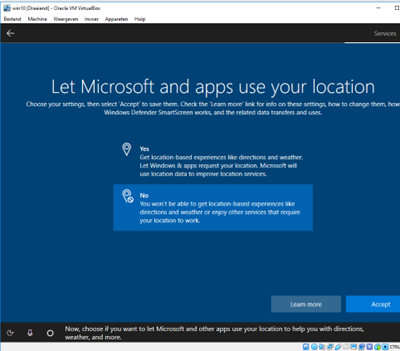 win10 [Draaiend] - Oracle VM VirtualBox
Bestand Machine Weergeven Invoer Apparaten Help
Services
Let Microsoft and apps use your location
Choose your settings, then select 'Accept' to save them. Check the 'Learn more' link for info on these settings, how to change them, how
Windows Defender SmartScreen works, and the related data transfers and uses.
Yes
Get location-based experiences like directions and weather.
Let Windows & apps request your location. Microsoft will
use location data to improve location services.
No
You won't be able to get location-based experiences like
directions and weather or enjoy other services that require
your location to work.
Learn more
Accept
Now, choose if you want to let Microsoft and other apps use your location to help you with directions,
weather, and more.
CTRL